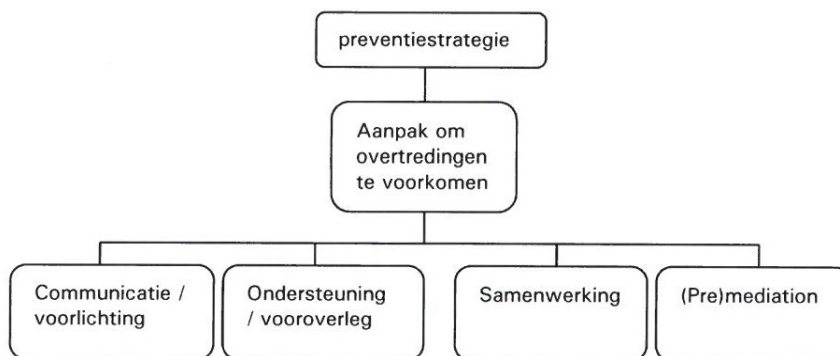 preventiestrategie
Aanpak om
overtredingen
te voorkomen
Communicatie /
voorlichting
Ondersteuning
/ vooroverleg
Samenwerking
(Pre)mediation